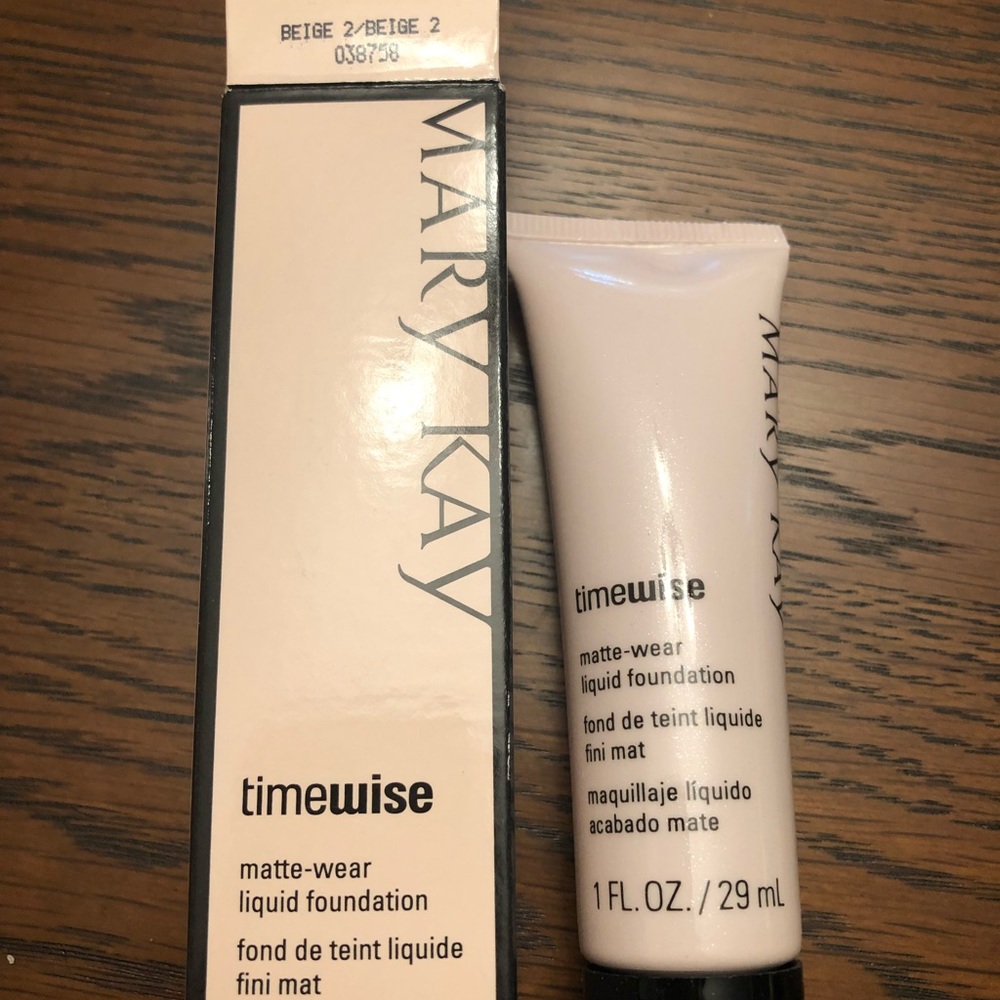 BEIGE 2/BEIGE 2
038758
MARY KAY
timewise
matte-wear
liquid foundation
fond de teint liquide
fini mat
MARY KAY
timewise
matte-wear
liquid foundation
fond de teint liquide
fini mat
maquillaje líquido
acabado mate
1 FL. OZ. / 29 mL